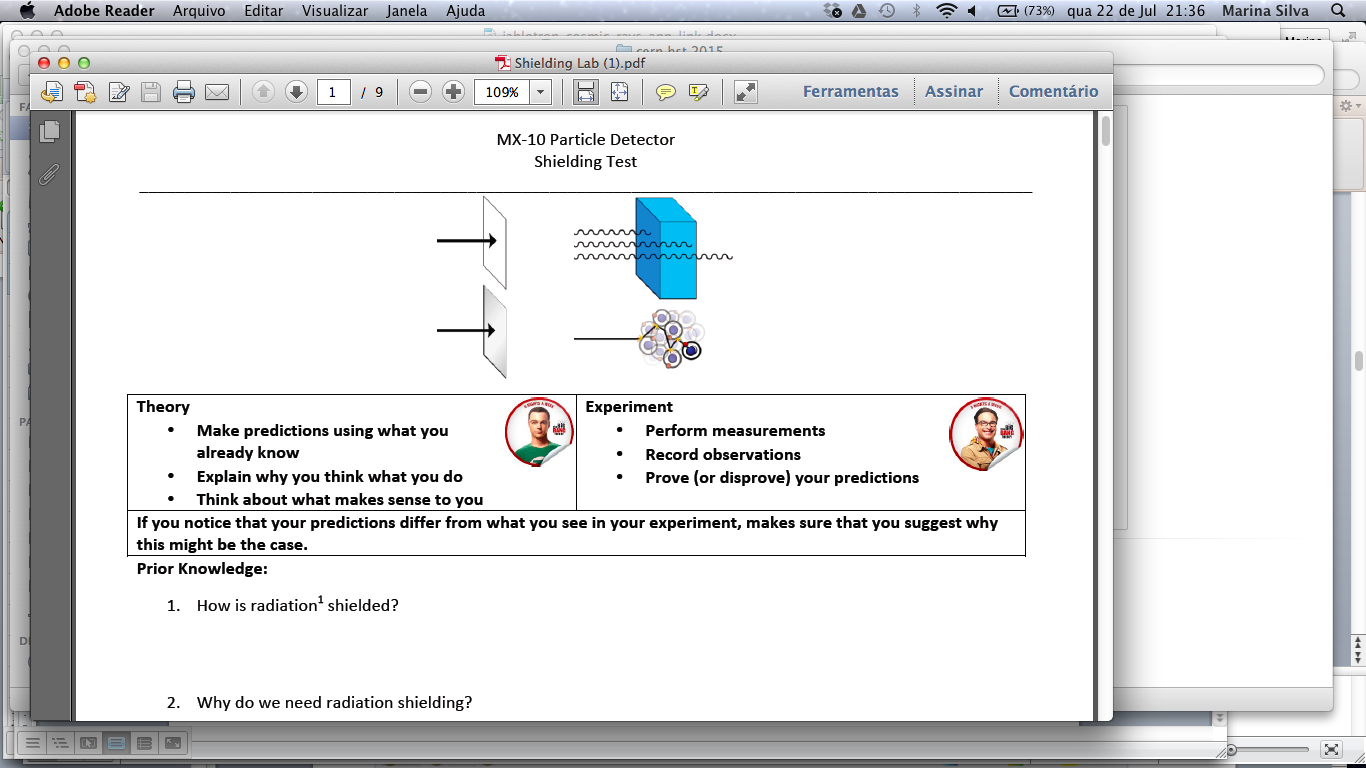 Adobe Reader Arquivo Editar Visualizar Janela Ajuda (73%) qua 22 de Jul 21:36 Marina Silva
jablotron_cosmic_rays_app_link.docx
cern hst 2015
Shielding Lab (1).pdf
1 / 9 109% Ferramentas Assinar Comentário
MX-10 Particle Detector
Shielding Test
Theory
• Make predictions using what you
already know
• Explain why you think what you do
• Think about what makes sense to you
Experiment
• Perform measurements
• Record observations
• Prove (or disprove) your predictions
If you notice that your predictions differ from what you see in your experiment, makes sure that you suggest why
this might be the case.
Prior Knowledge:
1. How is radiation¹ shielded?
2. Why do we need radiation shielding?